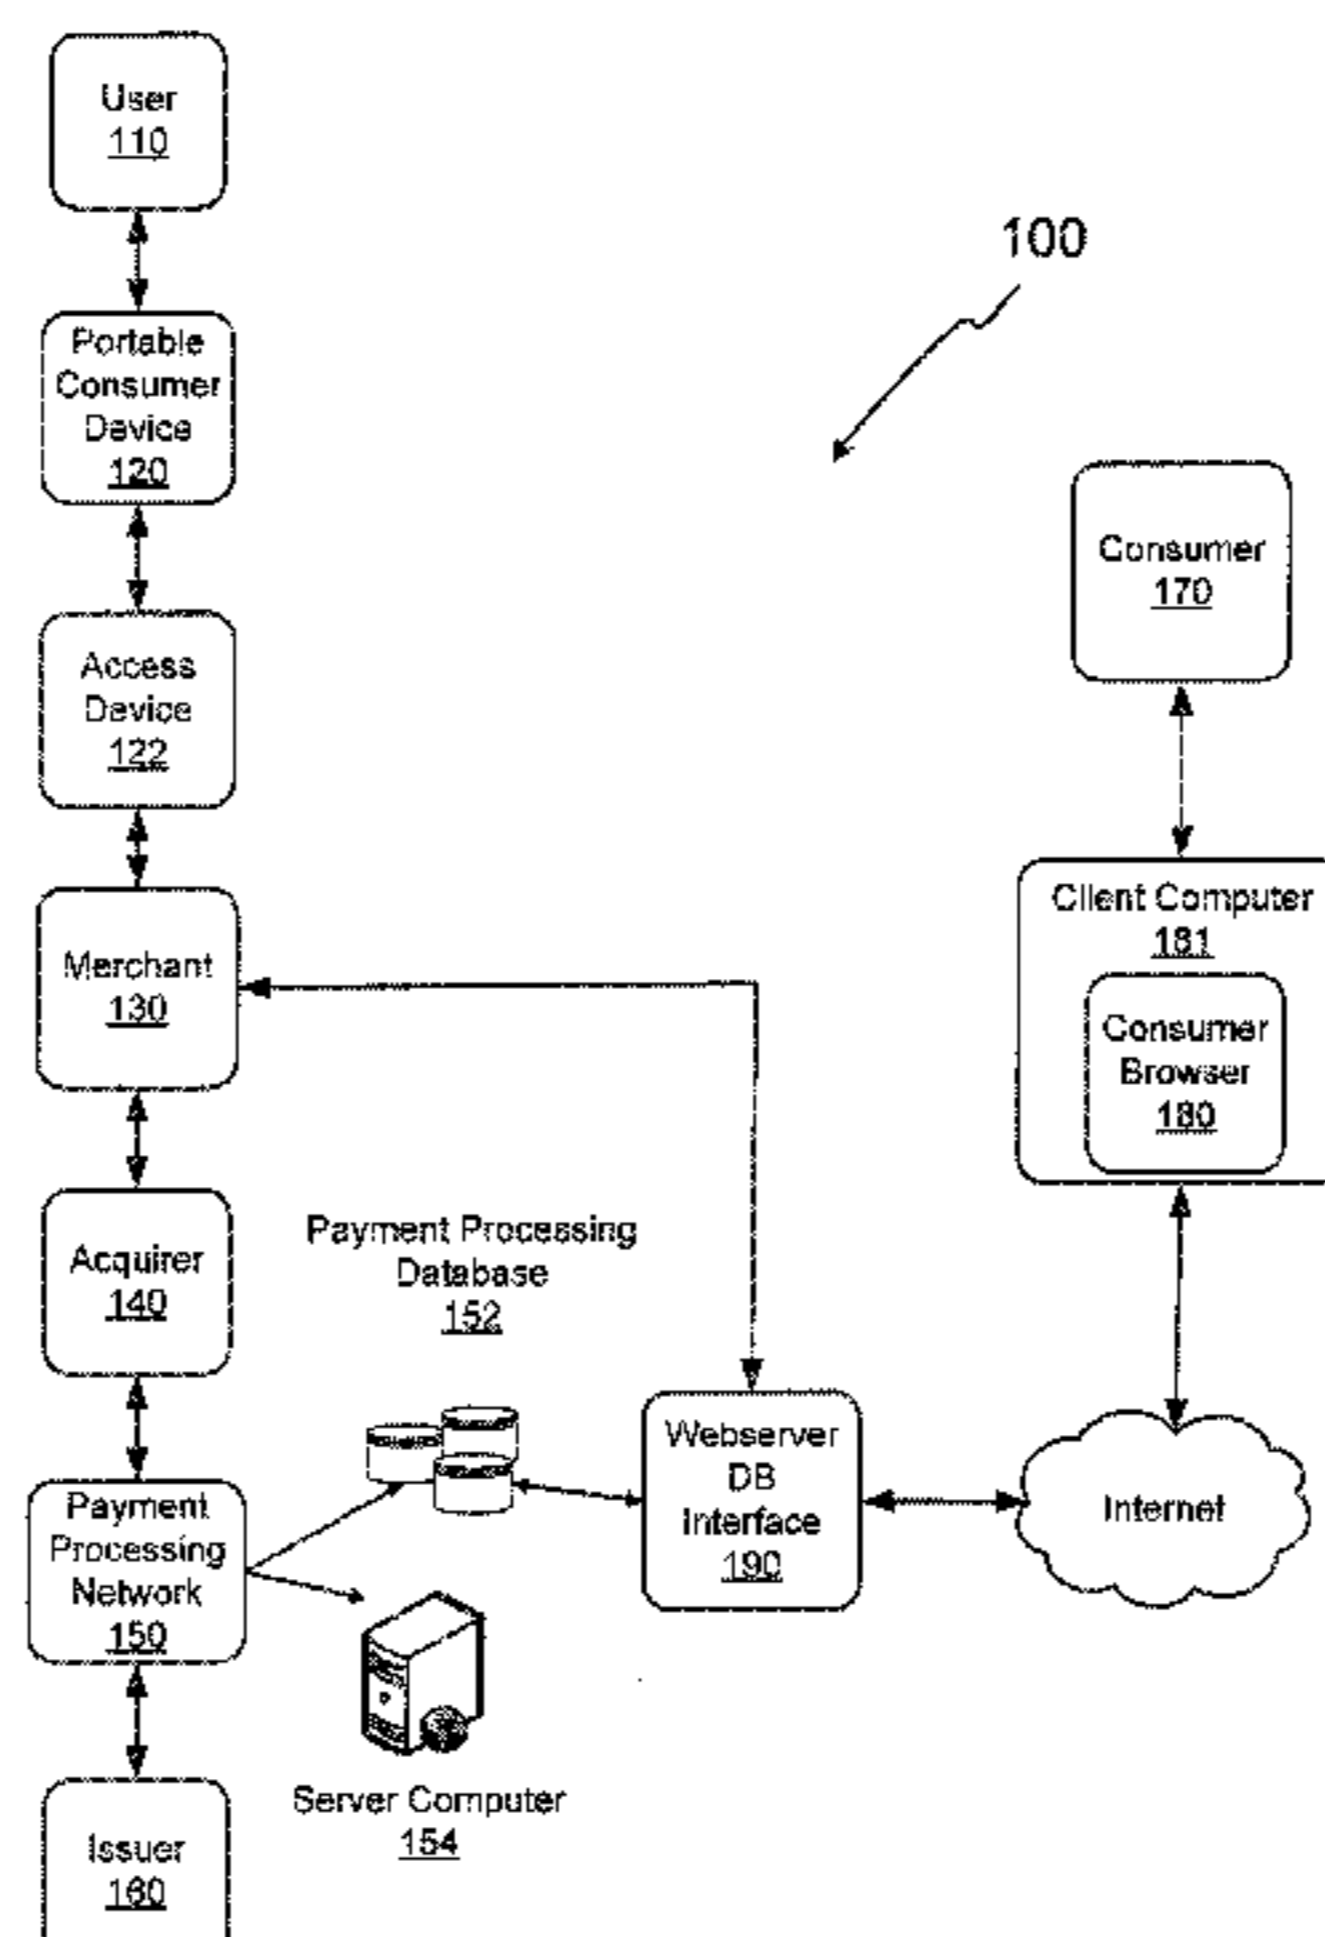 User
110
100
Portable
Consumer
Device
120
Consumer
170
Access
Device
122
Client Computer
181
Merchant
130
Consumer
Browser
180
Acquirer
140
Payment Processing
Database
152
Webserver
DB
Interface
190
Internet
Payment
Processing
Network
150
Server Computer
154
Issuer
160